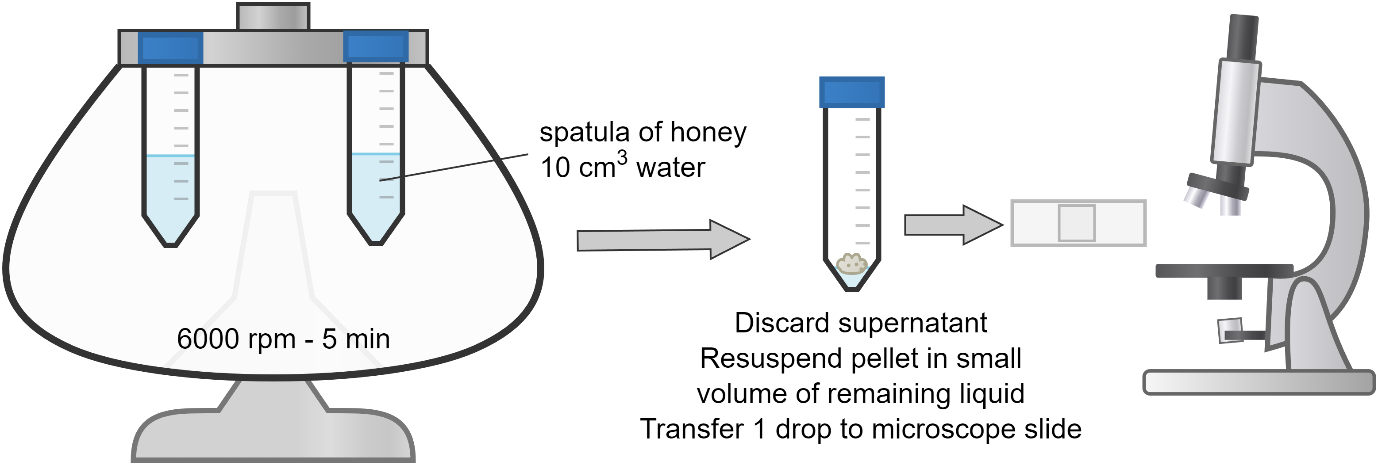 spatula of honey
10 cm³ water
6000 rpm - 5 min
Discard supernatant
Resuspend pellet in small
volume of remaining liquid
Transfer 1 drop to microscope slide